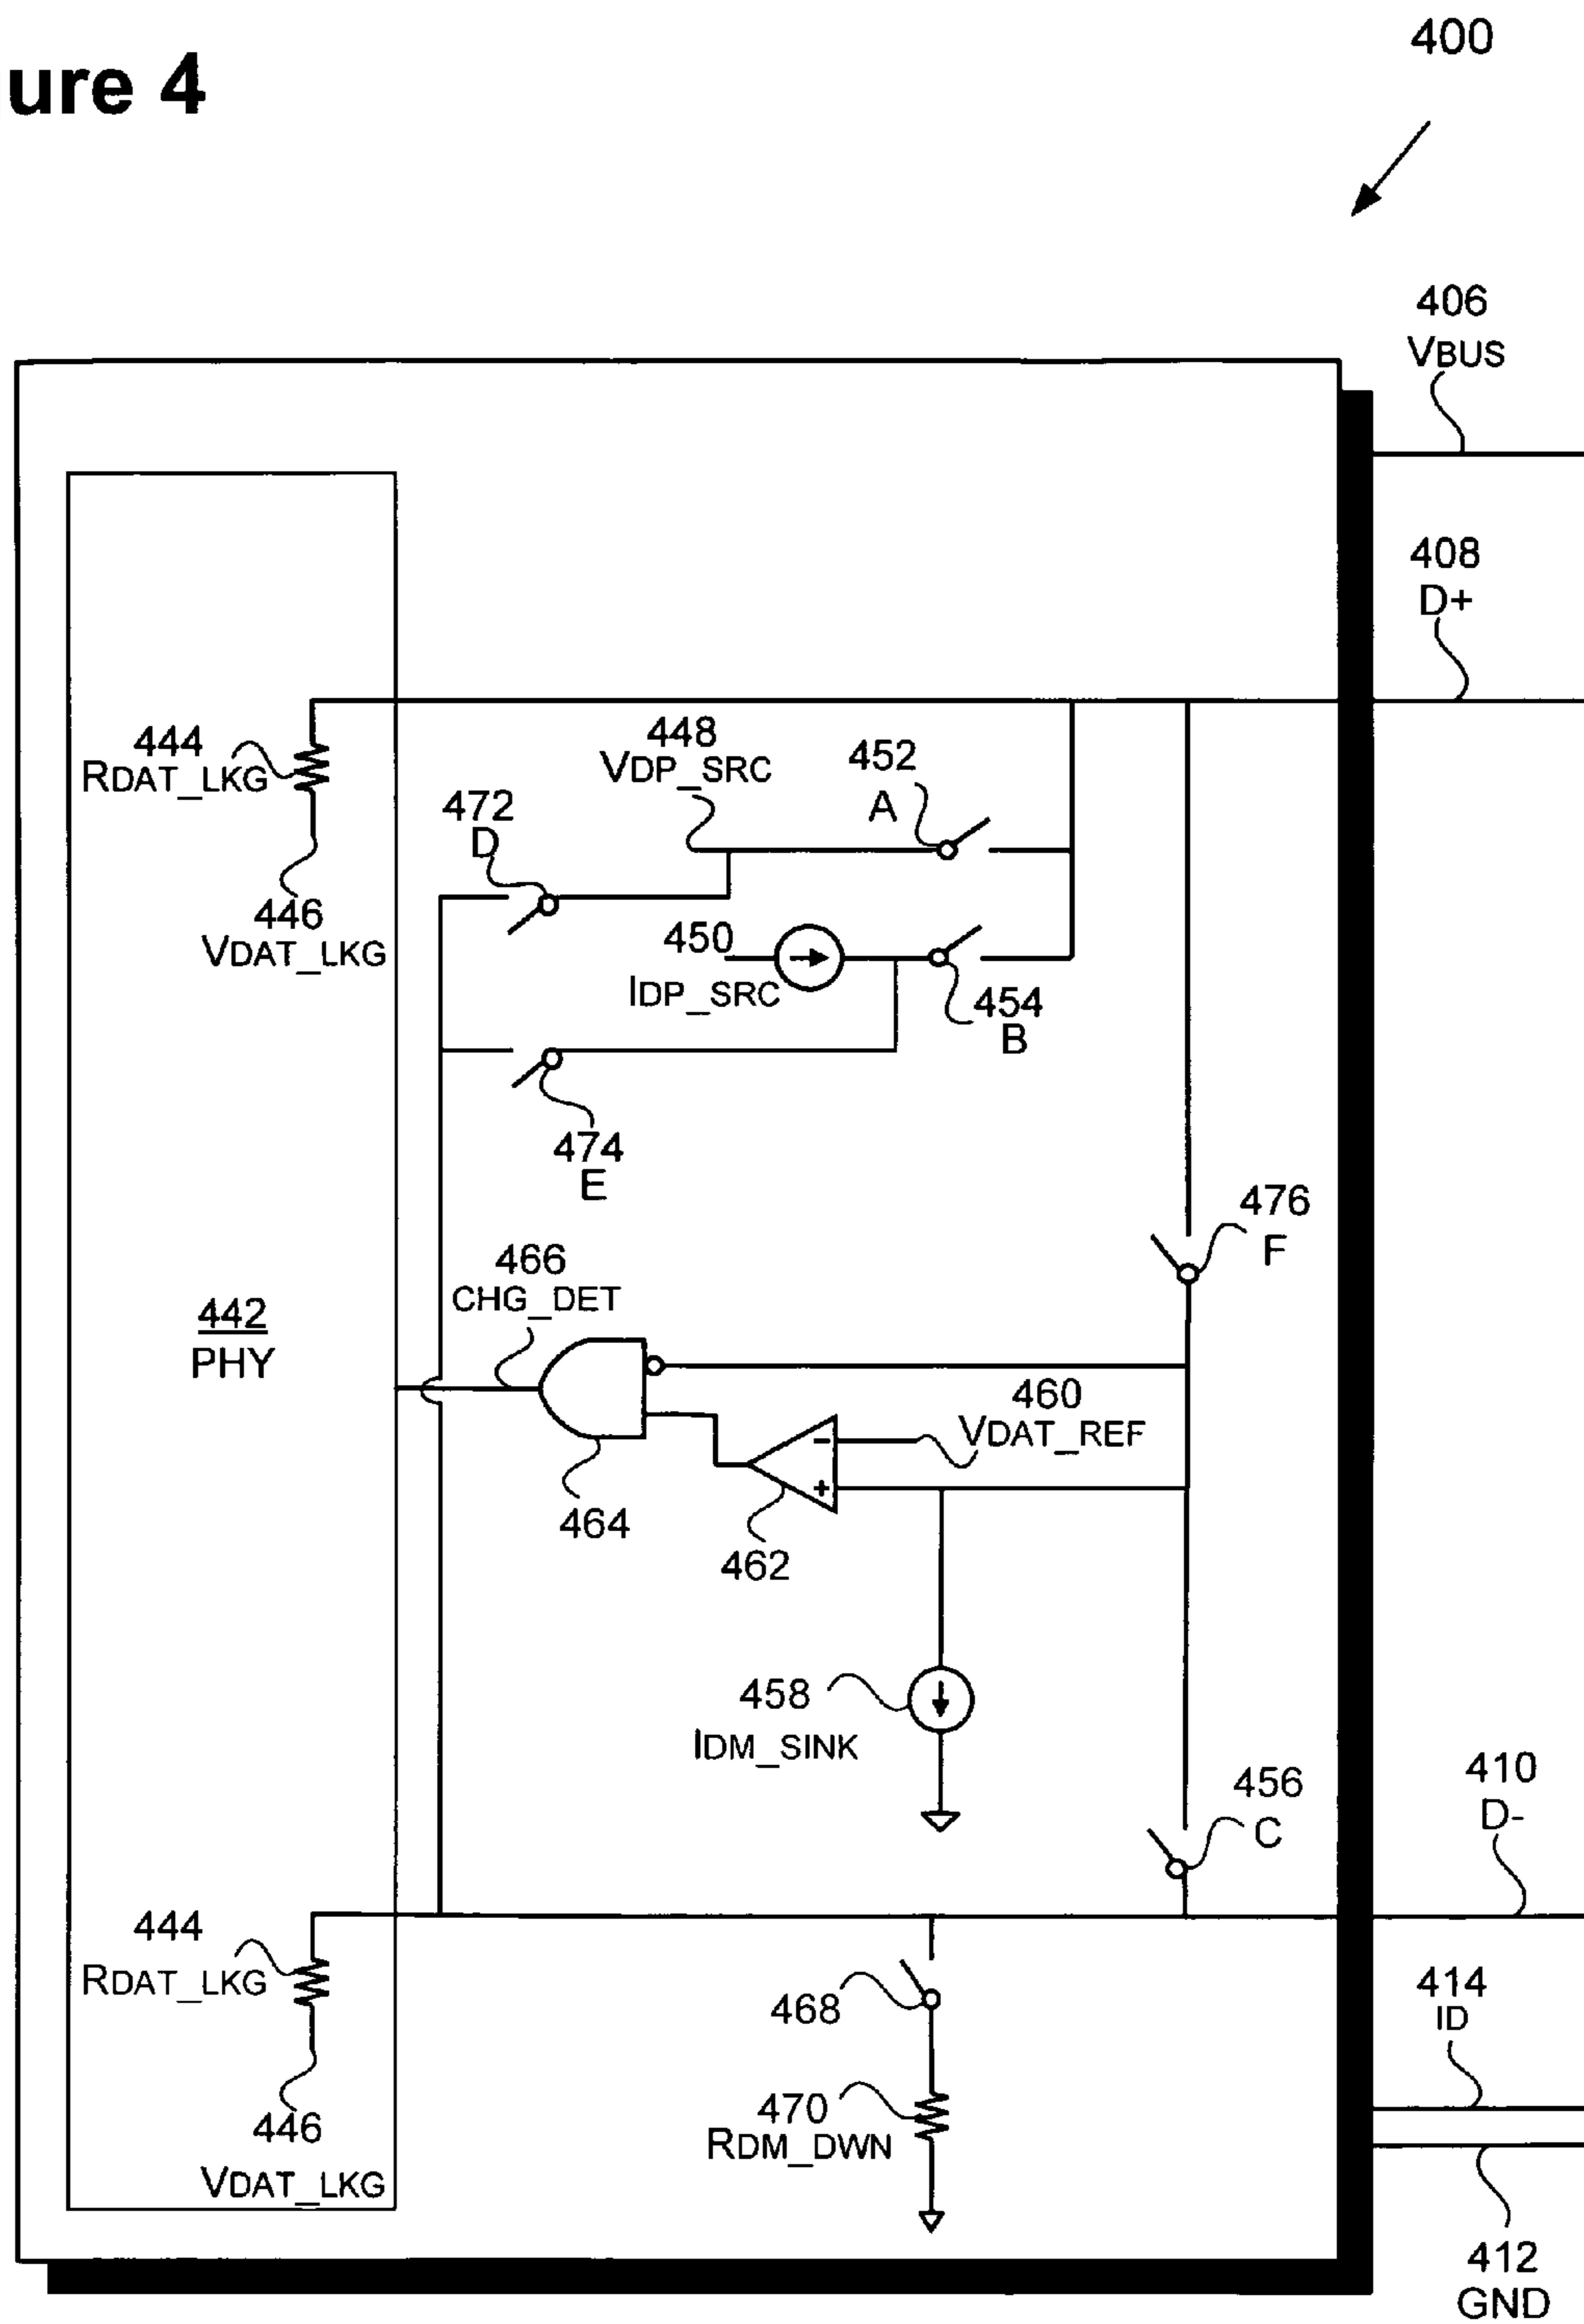 ure 4
400
406
VBUS
408
D+
444
RDAT_LKG
446
VDAT_LKG
448
VDP_SRC
452
A
472
D
450
IDP_SRC
454
B
474
E
476
F
466
CHG_DET
442
PHY
460
VDAT_REF
-
+
464
462
458
IDM_SINK
456
C
410
D-
444
RDAT_LKG
446
VDAT_LKG
468
470
RDM_DWN
414
ID
412
GND